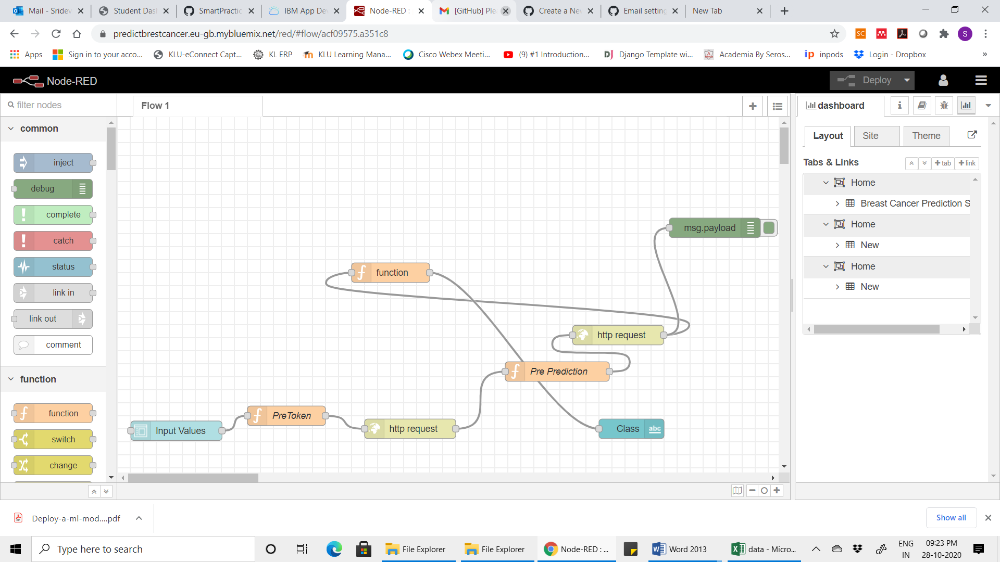 Mail - Sridev
Student Das
SmartPractic
IBM App De
Node-RED :
[GitHub] Ple
Create a Ne
Email setting
New Tab
predictbrestcancer.eu-gb.mybluemix.net/red/#flow/acf09575.a351c8
SC
S
Apps
Sign in to your acco...
KLU-eConnect Capt...
KL ERP
KLU Learning Mana...
Cisco Webex Meeti...
(9) #1 Introduction...
DJ
Django Template wi...
Academia By Seros...
ip
inpods
Login - Dropbox
»
Node-RED
Deploy
filter nodes
Flow 1
dashboard
i
common
Layout
Site
Theme
inject
Tabs & Links
tab
link
debug
Home
Breast Cancer Prediction S
complete
Home
msg.payload
catch
New
status
function
Home
link in
New
link out
http request
comment
Pre Prediction
function
function
Input Values
PreToken
http request
Class
abc
switch
change
Deploy-a-ml-mod....pdf
Show all
Type here to search
File Explorer
File Explorer
Node-RED : ...
Word 2013
data - Micro...
ENG
IN
09:23 PM
28-10-2020